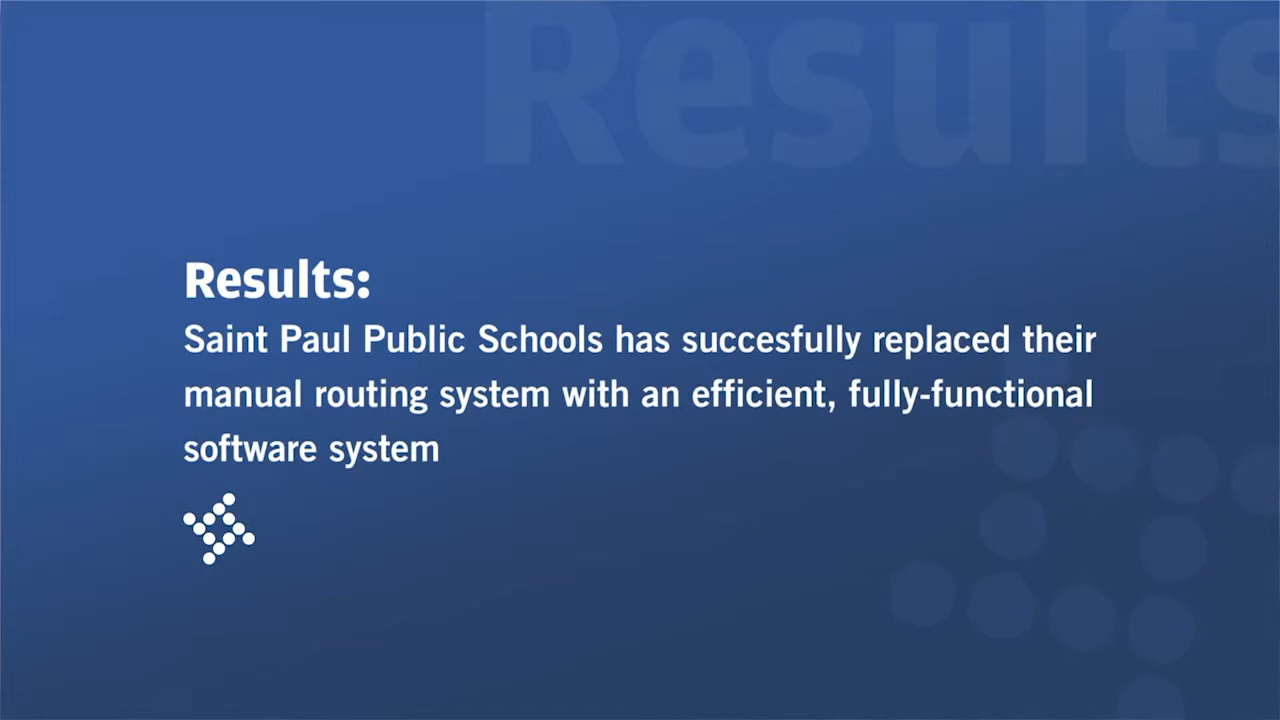 Results
Results:
Saint Paul Public Schools has succesfully replaced their
manual routing system with an efficient, fully-functional
software system